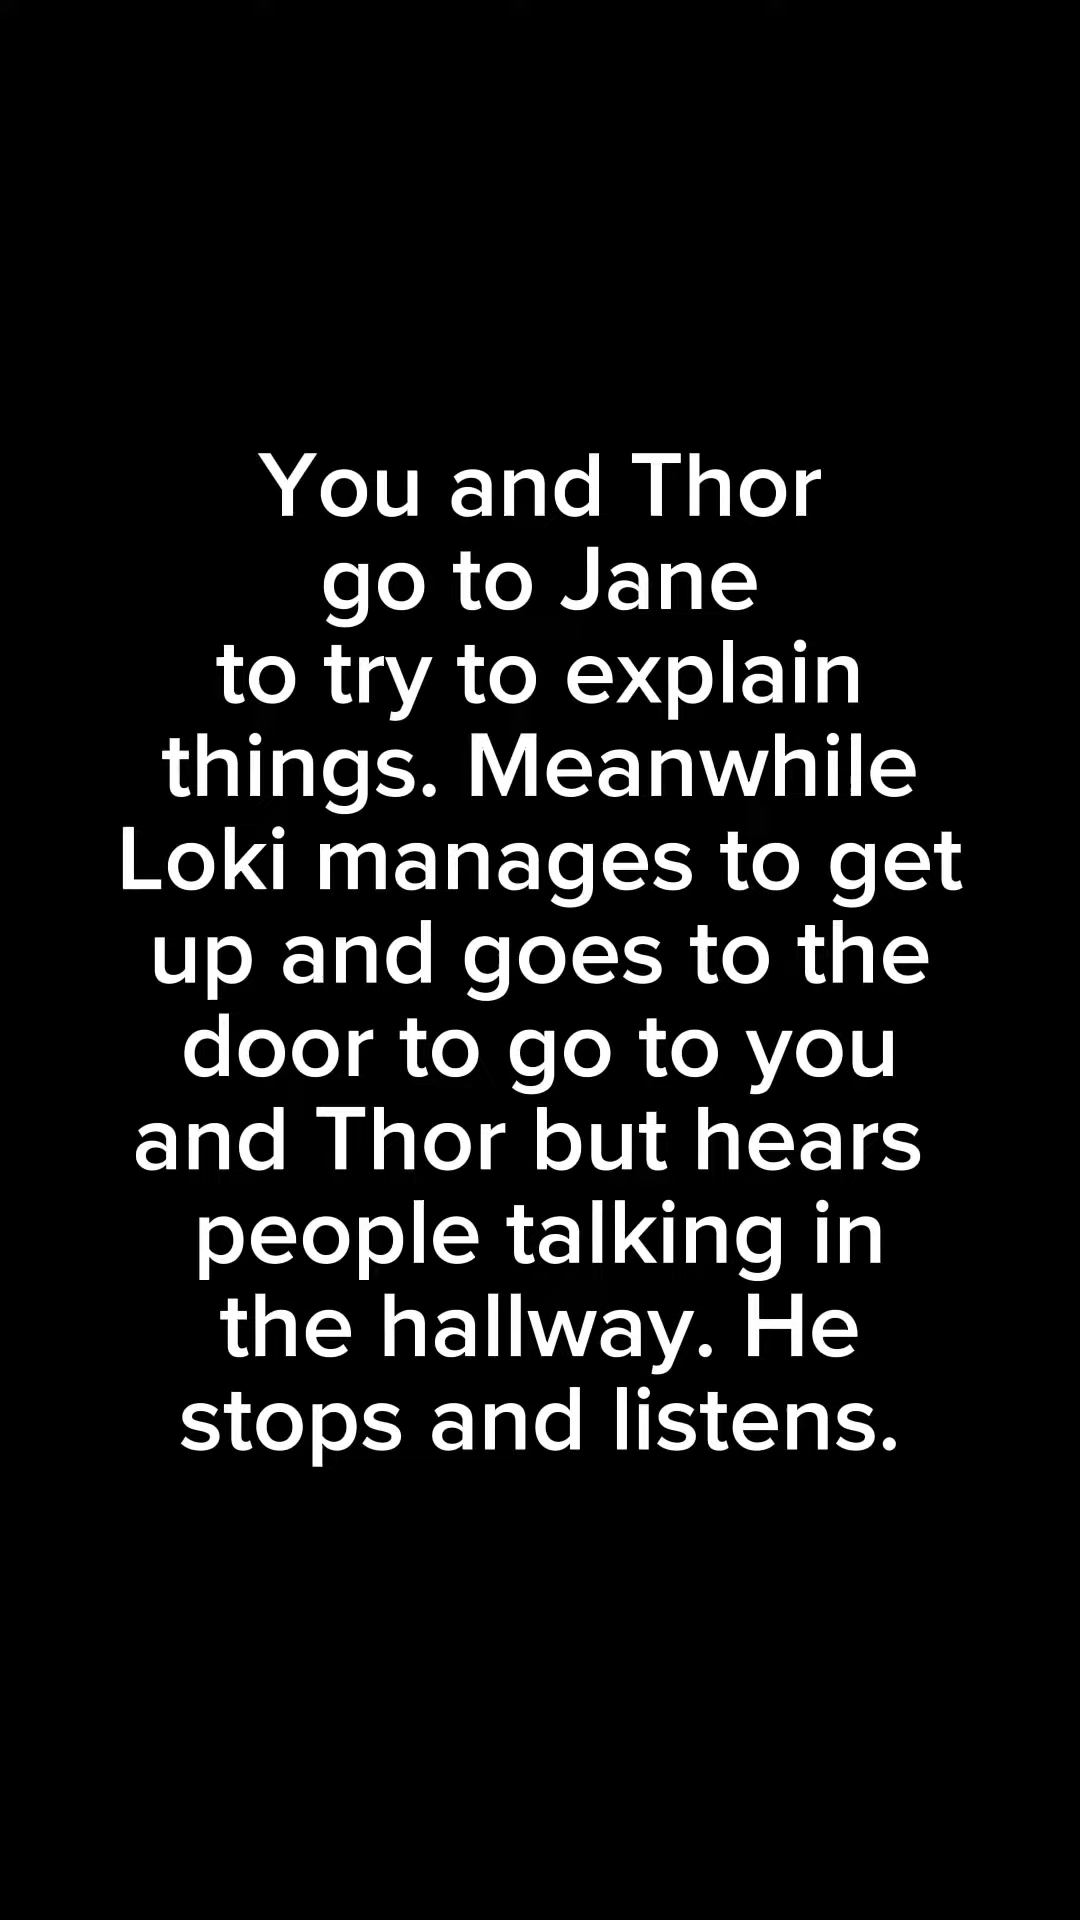 You and Thor
go to Jane
to try to explain
things. Meanwhile
Loki manages to get
up and goes to the
door to go to you
and Thor but hears
people talking in
the hallway. He
stops and listens.